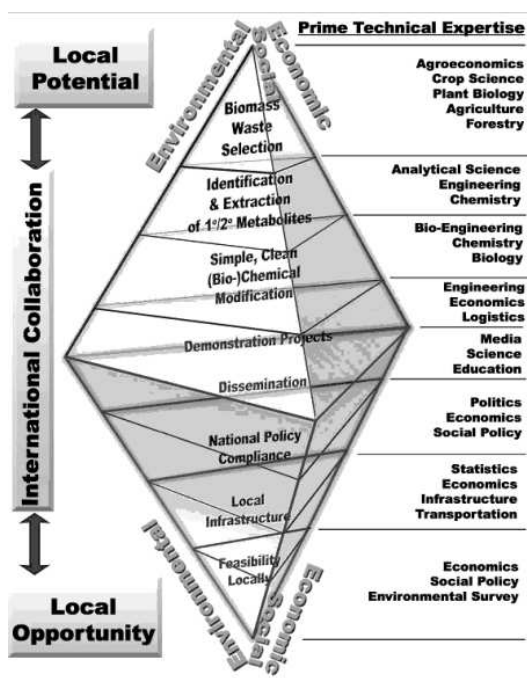 Prime Technical Expertise
Local
Potential
International Collaboration
Local
Opportunity
Environmental
Social
Economic
Biomass
Waste
Selection
Identification
& Extraction
of 1º/2º Metabolites
Simple, Clean
(Bio-)Chemical
Modification
Demonstration Projects
Dissemination
National Policy
Compliance
Local
Infrastructure
Feasibility
Locally
Environmental
Social
Economic
Agroeconomics
Crop Science
Plant Biology
Agriculture
Forestry
Analytical Science
Engineering
Chemistry
Bio-Engineering
Chemistry
Biology
Engineering
Economics
Logistics
Media
Science
Education
Politics
Economics
Social Policy
Statistics
Economics
Infrastructure
Transportation
Economics
Social Policy
Environmental Survey